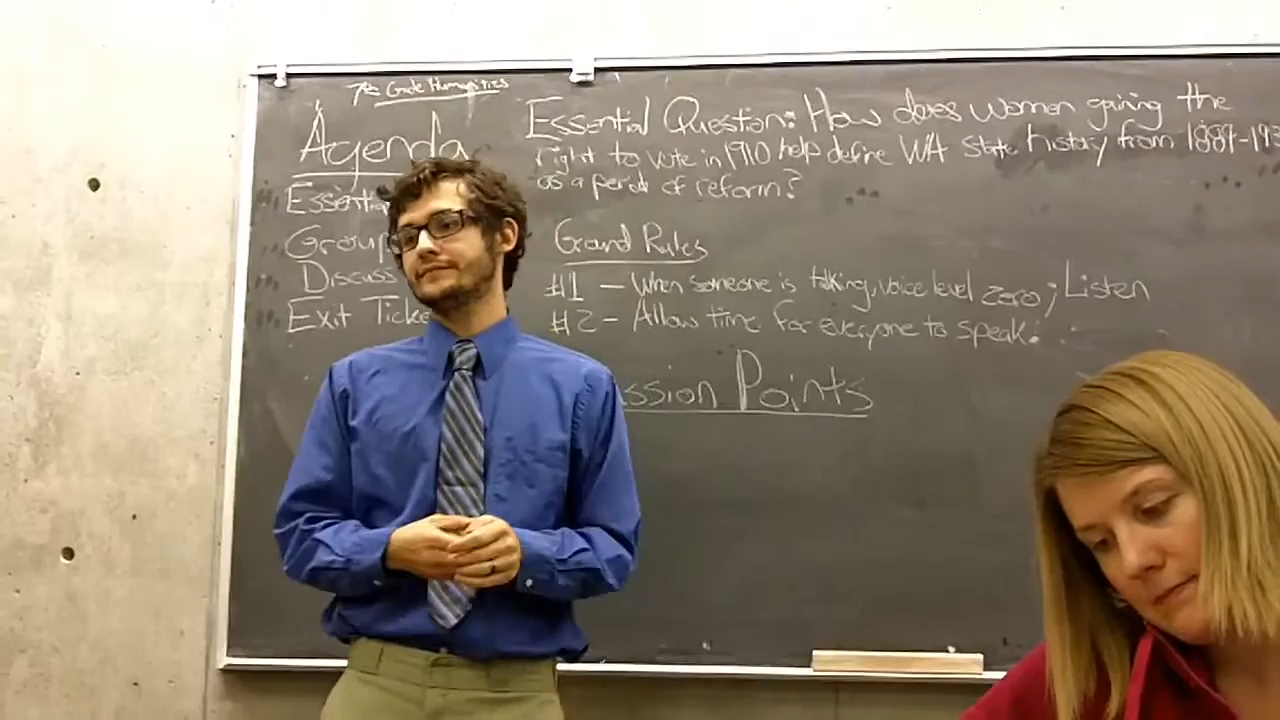 7th Grade Humanities
Agenda
Essential Question: How does women gaining the
right to vote in 1910 help define WA state history from 1889-193
as a period of reform?
Essentia
Group
Discuss
Exit Ticke
Ground Rules
#1 – When someone is talking, voice level zero; Listen
#2 – Allow time for everyone to speak.
ssion Points